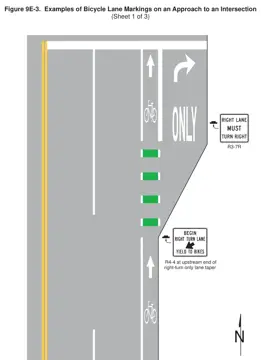 Figure 9E-3. Examples of Bicycle Lane Markings on an Approach to an Intersection
(Sheet 1 of 3)
ONLY
RIGHT LANE
MUST
TURN RIGHT
R3-7R
BEGIN
RIGHT TURN LANE
YIELD TO BIKES
R4-4 at upstream end of
right-turn-only lane taper
N